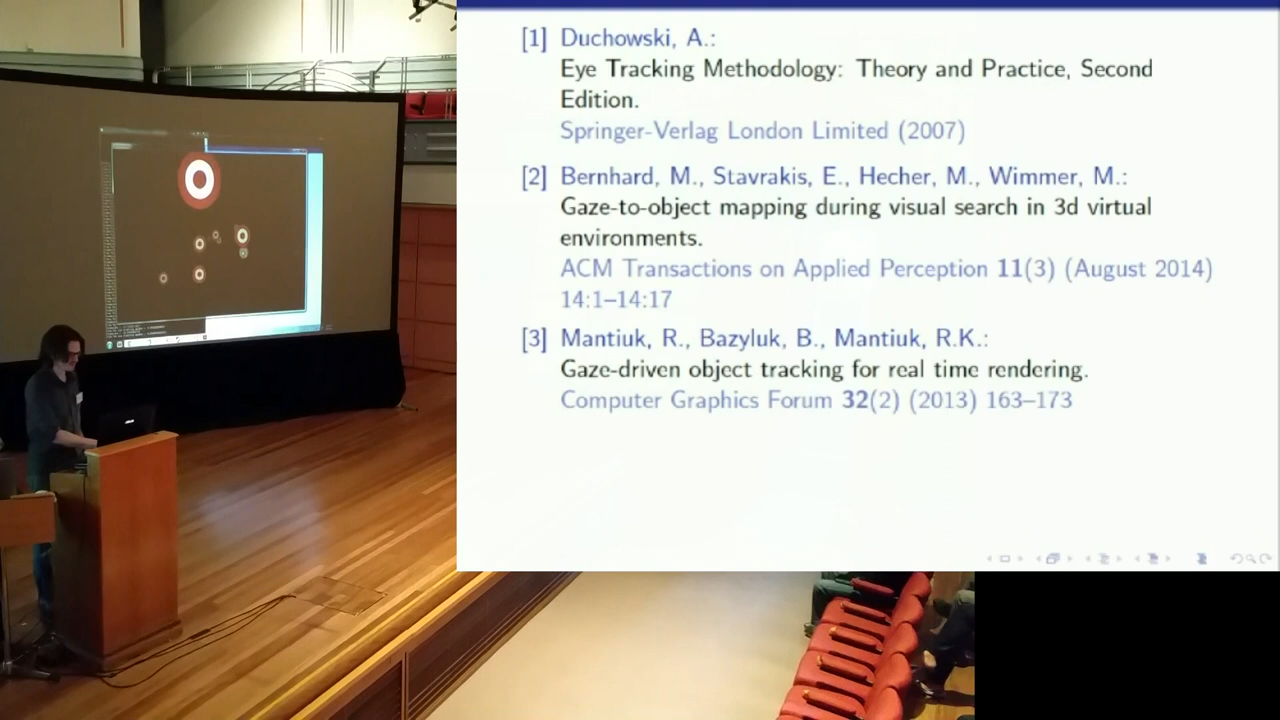 [1] Duchowski, A.:
Eye Tracking Methodology: Theory and Practice, Second
Edition.
Springer-Verlag London Limited (2007)
[2] Bernhard, M., Stavrakis, E., Hecher, M., Wimmer, M.:
Gaze-to-object mapping during visual search in 3d virtual
environments.
ACM Transactions on Applied Perception 11(3) (August 2014)
14:1–14:17
[3] Mantiuk, R., Bazyluk, B., Mantiuk, R.K.:
Gaze-driven object tracking for real time rendering.
Computer Graphics Forum 32(2) (2013) 163–173